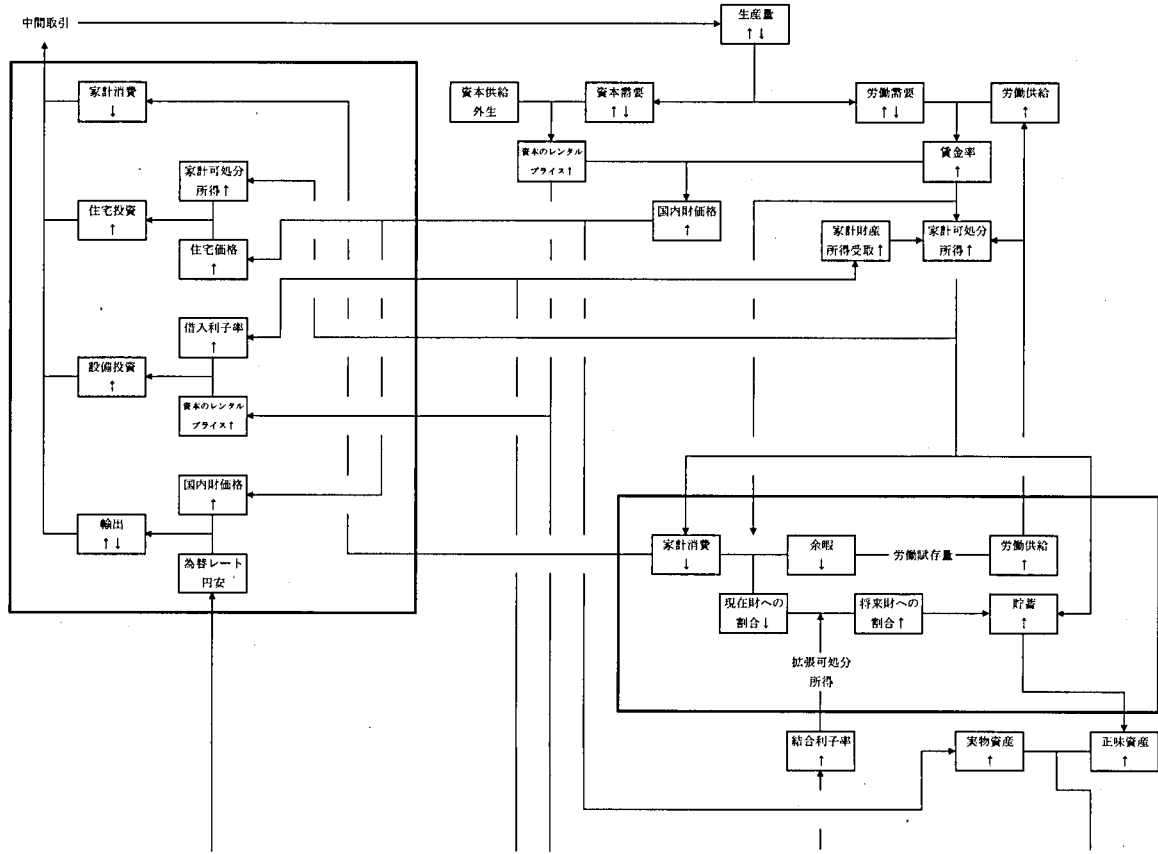 中間取引
生産量
↑ ↓
家計消費
↓
資本供給
外生
資本需要
↑ ↓
労働需要
↑ ↓
労働供給
↑
資本のレンタル
プライス↑
賃金率
↑
家計可処分
所得↑
住宅投資
↑
住宅価格
↑
国内財価格
↑
家計財産
所得受取↑
家計可処分
所得↑
借入利子率
↑
設備投資
↑
資本のレンタル
プライス↑
国内財価格
↑
輸出
↑ ↓
為替レート
円安
家計消費
↓
余暇
↓
労働賦存量
労働供給
↑
現在財への
割合↓
将来財への
割合↑
貯蓄
↑
拡張可処分
所得
結合利子率
↑
実物資産
↑
正味資産
↑